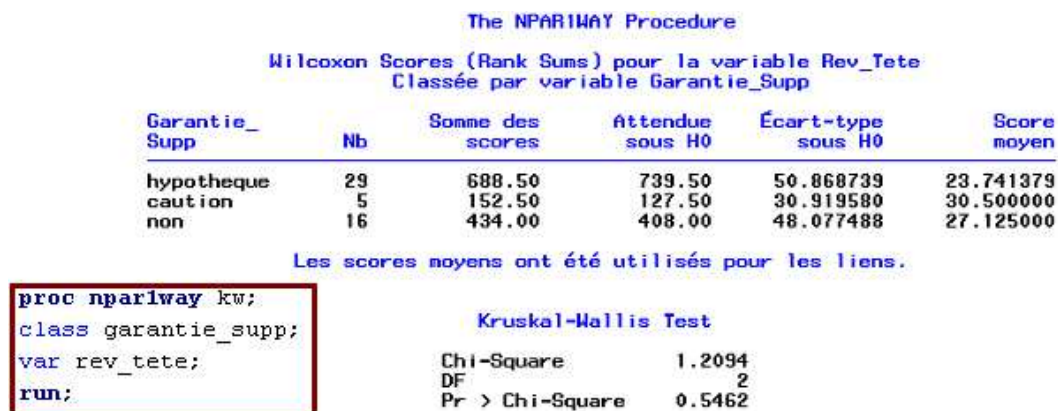 The NPAR1WAY Procedure
Wilcoxon Scores (Rank Sums) pour la variable Rev_Tete
Classée par variable Garantie_Supp
Garantie_ Somme des Attendue Écart-type Score
Supp Nb scores sous H0 sous H0 moyen
hypotheque 29 688.50 739.50 50.868739 23.741379
caution 5 152.50 127.50 30.919580 30.500000
non 16 434.00 408.00 48.077488 27.125000
Les scores moyens ont été utilisés pour les liens.
proc npar1way kw;
class garantie_supp;
var rev_tete;
run;
Kruskal-Wallis Test
Chi-Square 1.2094
DF 2
Pr > Chi-Square 0.5462